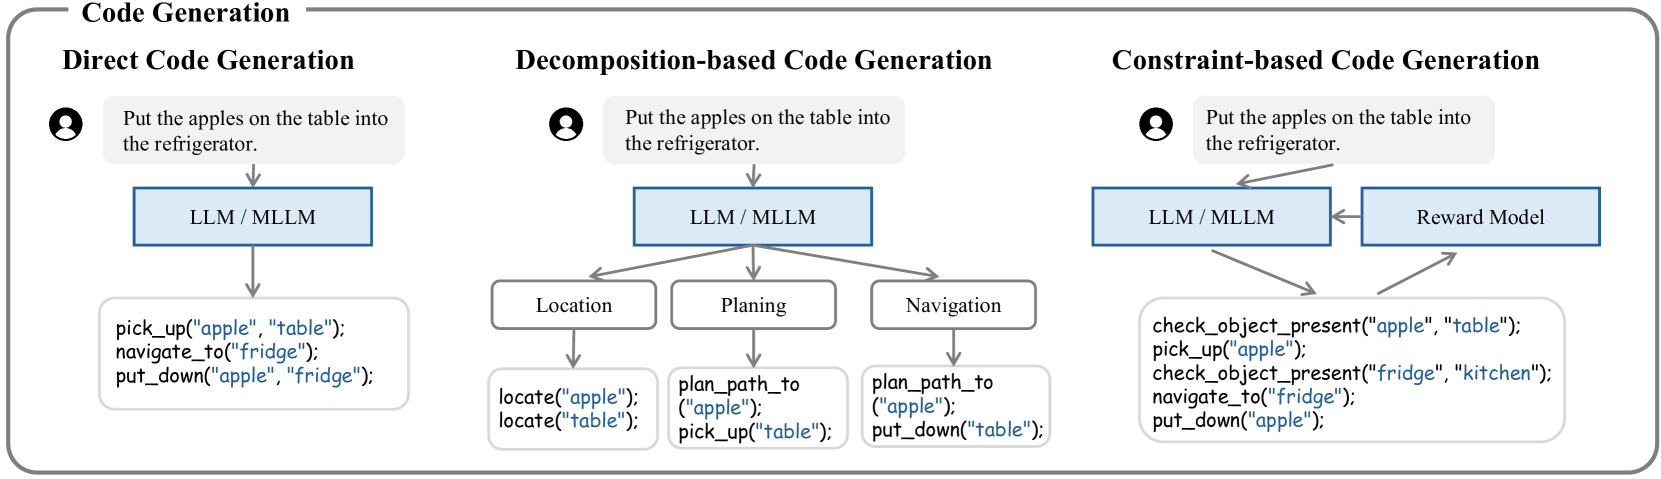 Code Generation
Direct Code Generation
Put the apples on the table into
the refrigerator.
LLM / MLLM
pick_up("apple", "table");
navigate_to("fridge");
put_down("apple", "fridge");
Decomposition-based Code Generation
Put the apples on the table into
the refrigerator.
LLM / MLLM
Location
Planing
Navigation
locate("apple");
locate("table");
plan_path_to
("apple");
pick_up("table");
plan_path_to
("apple");
put_down("table");
Constraint-based Code Generation
Put the apples on the table into
the refrigerator.
LLM / MLLM
Reward Model
check_object_present("apple", "table");
pick_up("apple");
check_object_present("fridge", "kitchen");
navigate_to("fridge");
put_down("apple");